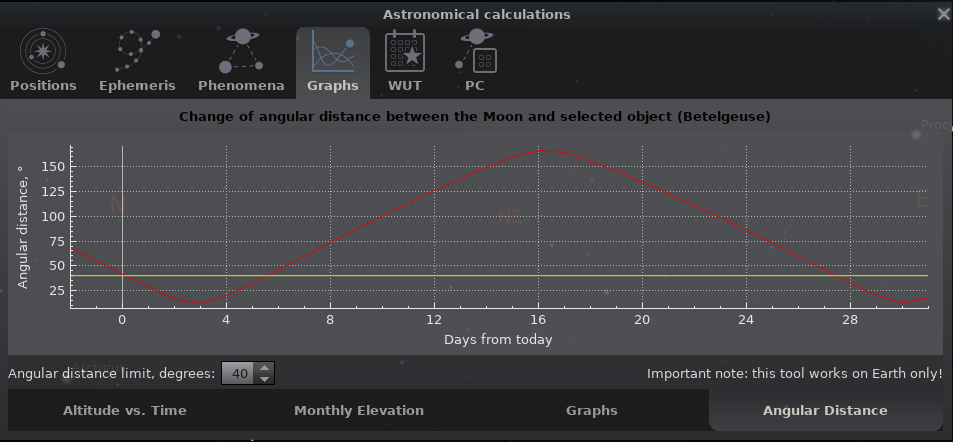 Astronomical calculations
Positions Ephemeris Phenomena Graphs WUT PC
Change of angular distance between the Moon and selected object (Betelgeuse)
Angular distance, °
150
125
100
75
50
25
N
NE
E
0 4 8 12 16 20 24 28
Days from today
Angular distance limit, degrees: 40 Important note: this tool works on Earth only!
Altitude vs. Time Monthly Elevation Graphs Angular Distance